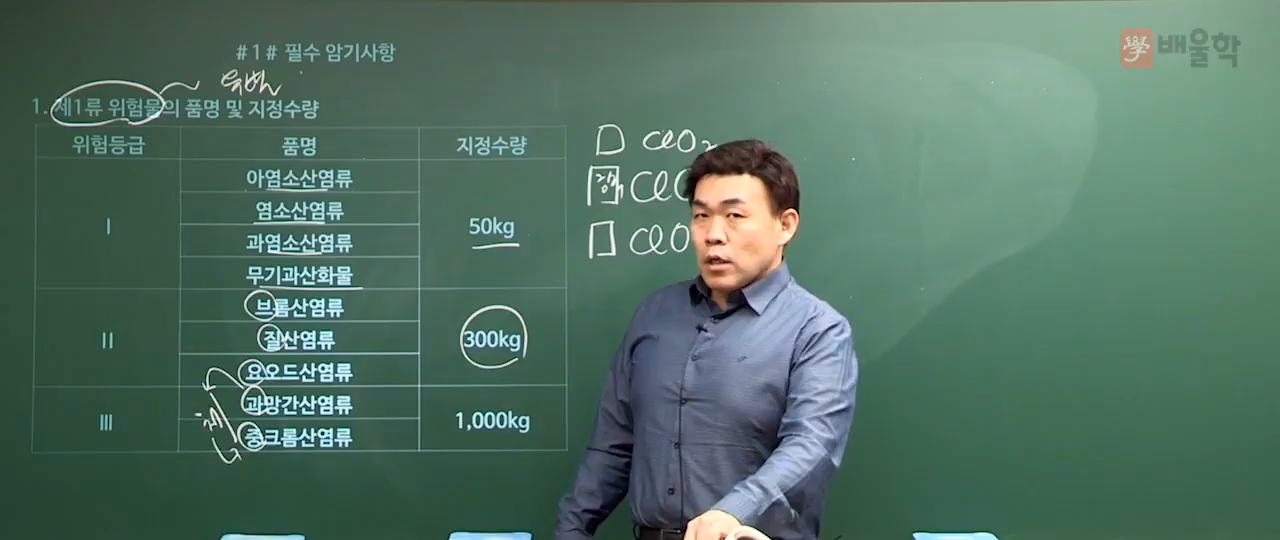 學 배울학
#1# 필수 암기사항
1. 제1류 위험물의 품명 및 지정수량
위험등급 품명 지정수량
I 아염소산염류 50kg
염소산염류
과염소산염류
무기과산화물
II 브롬산염류 300kg
질산염류
요오드산염류
III 과망간산염류 1,000kg
중크롬산염류
ClO₂
ClO
ClO